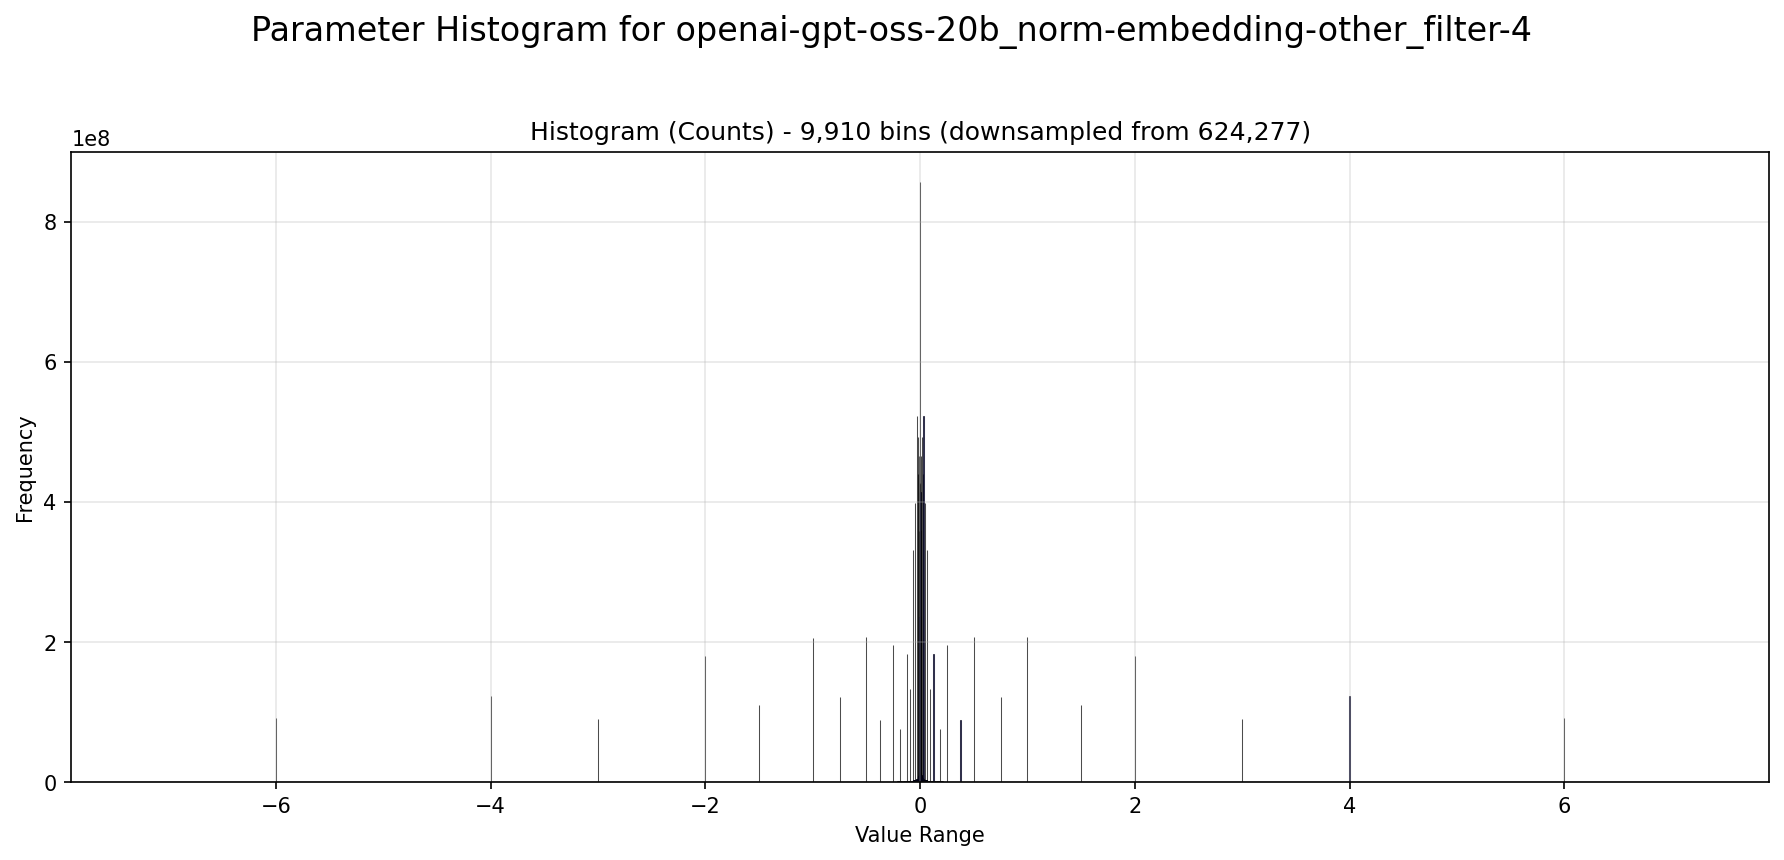 Parameter Histogram for openai-gpt-oss-20b_norm-embedding-other_filter-4
Histogram (Counts) - 9,910 bins (downsampled from 624,277)
1e8
8
6
4
2
0
Frequency
−6
−4
−2
0
2
4
6
Value Range